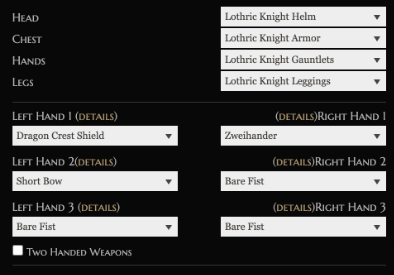 Head Lothric Knight Helm
Chest Lothric Knight Armor
Hands Lothric Knight Gauntlets
Legs Lothric Knight Leggings
Left Hand 1 (details) (details)Right Hand 1
Dragon Crest Shield Zweihander
Left Hand 2(details) (details)Right Hand 2
Short Bow Bare Fist
Left Hand 3 (details) (details)Right Hand 3
Bare Fist Bare Fist
Two Handed Weapons